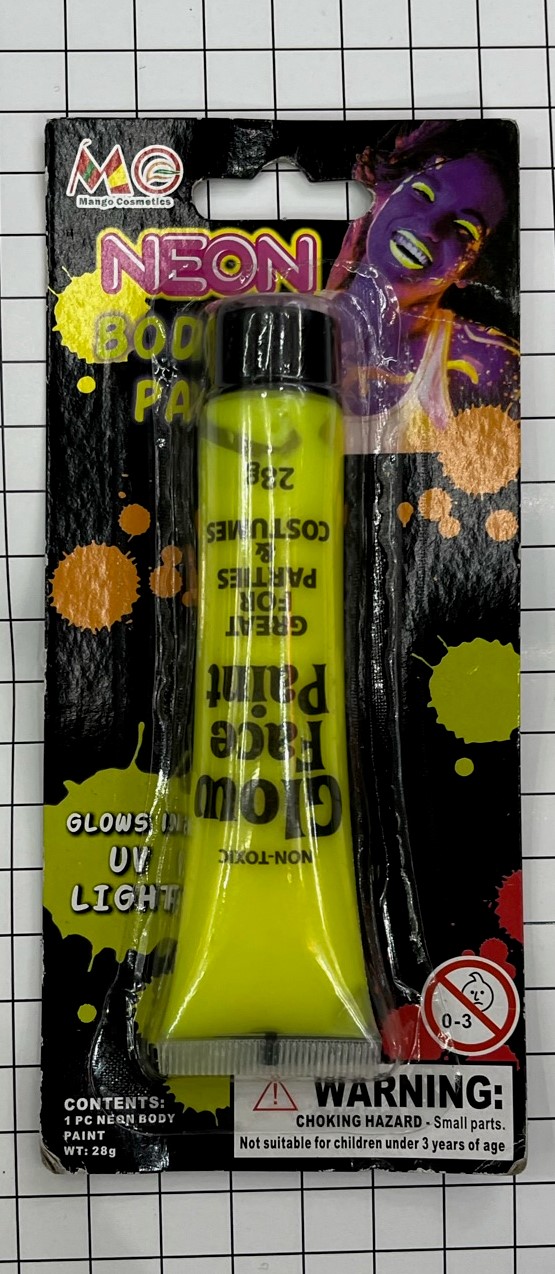 MG
Mango Cosmetics
NEON
BOD
PA
28g
COSTUMES
&
PARTIES
FOR
GREAT
Paint
Face
Glow
NON-TOXIC
GLOWS IN
UV
LIGHT
0-3
CONTENTS:
1 PC NEON BODY
PAINT
WT: 28g
WARNING:
CHOKING HAZARD - Small parts.
Not suitable for children under 3 years of age